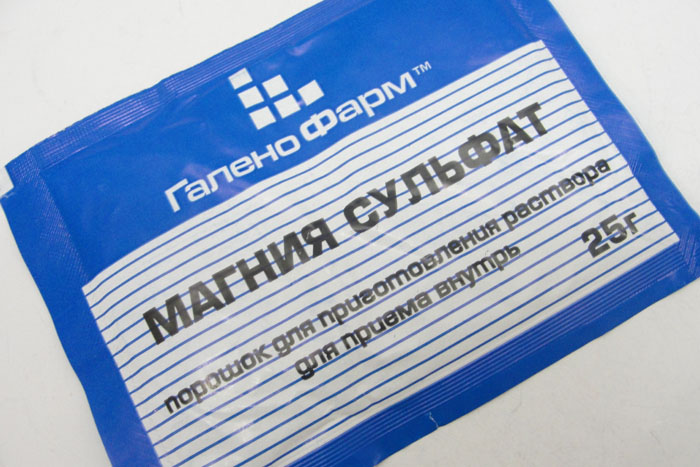 ГаленоФарм™
МАГНИЯ СУЛЬФАТ
порошок для приготовления раствора
для приема внутрь
25г